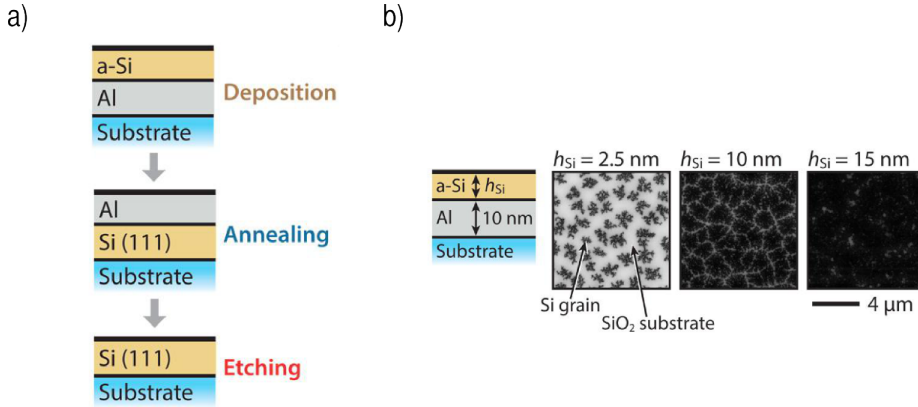 a)
a-Si
Al
Substrate
Deposition
Al
Si (111)
Substrate
Annealing
Si (111)
Substrate
Etching
b)
a-Si hSi
Al 10 nm
Substrate
hSi = 2.5 nm
hSi = 10 nm
hSi = 15 nm
Si grain
SiO2 substrate
4 μm